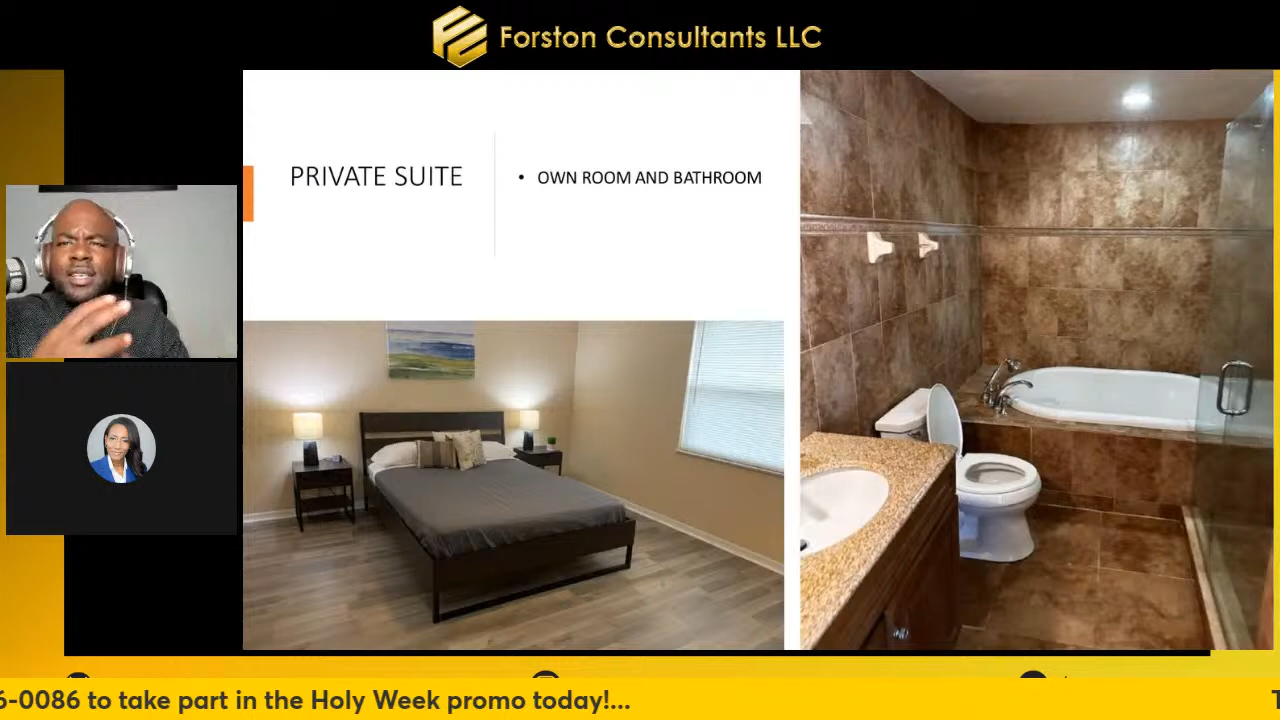 Forston Consultants LLC
PRIVATE SUITE
• OWN ROOM AND BATHROOM
6-0086 to take part in the Holy Week promo today!...